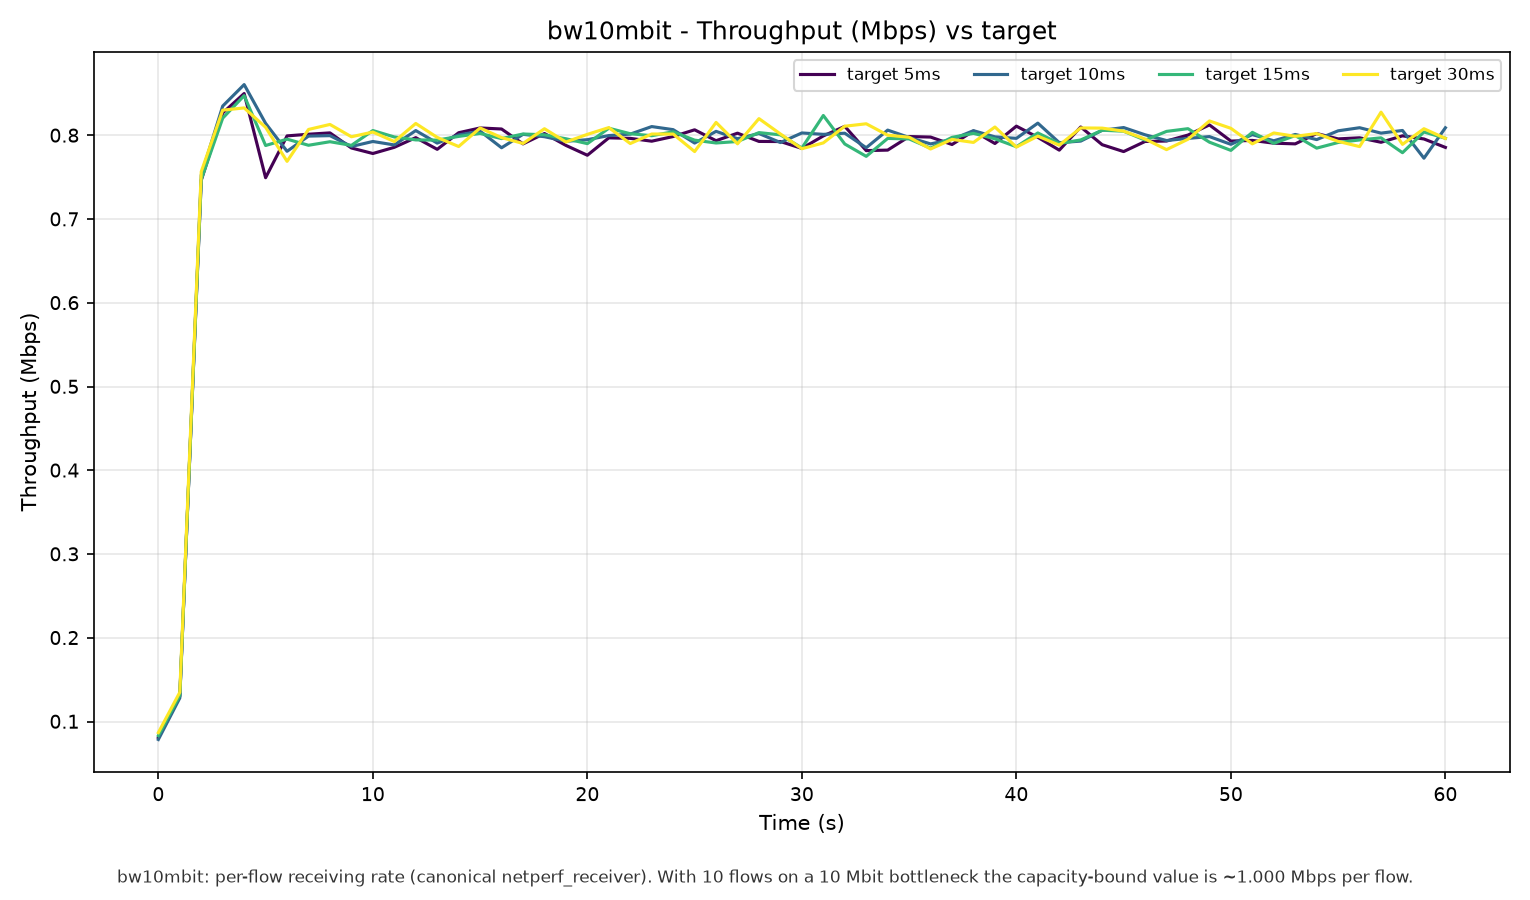 bw10mbit - Throughput (Mbps) vs target
target 5ms target 10ms target 15ms target 30ms
Throughput (Mbps)
0.8
0.7
0.6
0.5
0.4
0.3
0.2
0.1
0 10 20 30 40 50 60
Time (s)
bw10mbit: per-flow receiving rate (canonical netperf_receiver). With 10 flows on a 10 Mbit bottleneck the capacity-bound value is ~1.000 Mbps per flow.